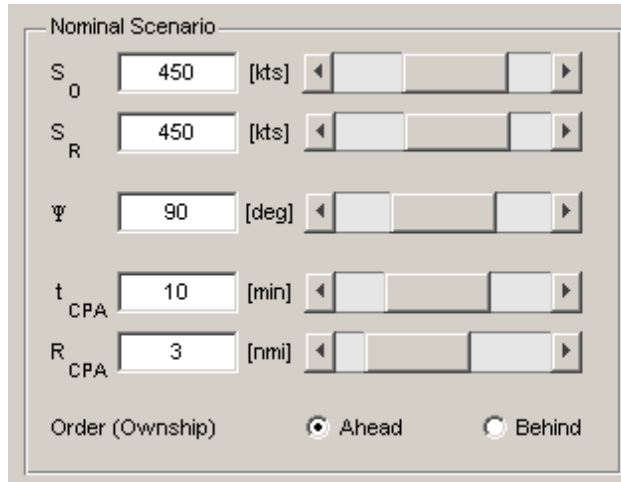 Nominal Scenario
S0 450 [kts]
SR 450 [kts]
Ψ 90 [deg]
tCPA 10 [min]
RCPA 3 [nmi]
Order (Ownship) Ahead Behind